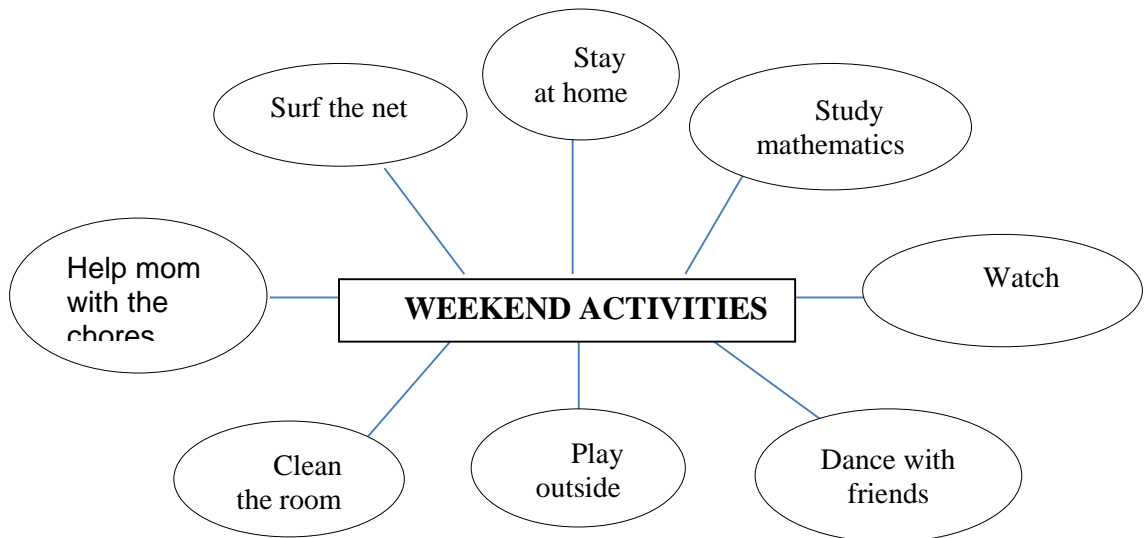 Stay
at home
Surf the net
Study
mathematics
Help mom
with the
chores
WEEKEND ACTIVITIES
Watch
Clean
the room
Play
outside
Dance with
friends